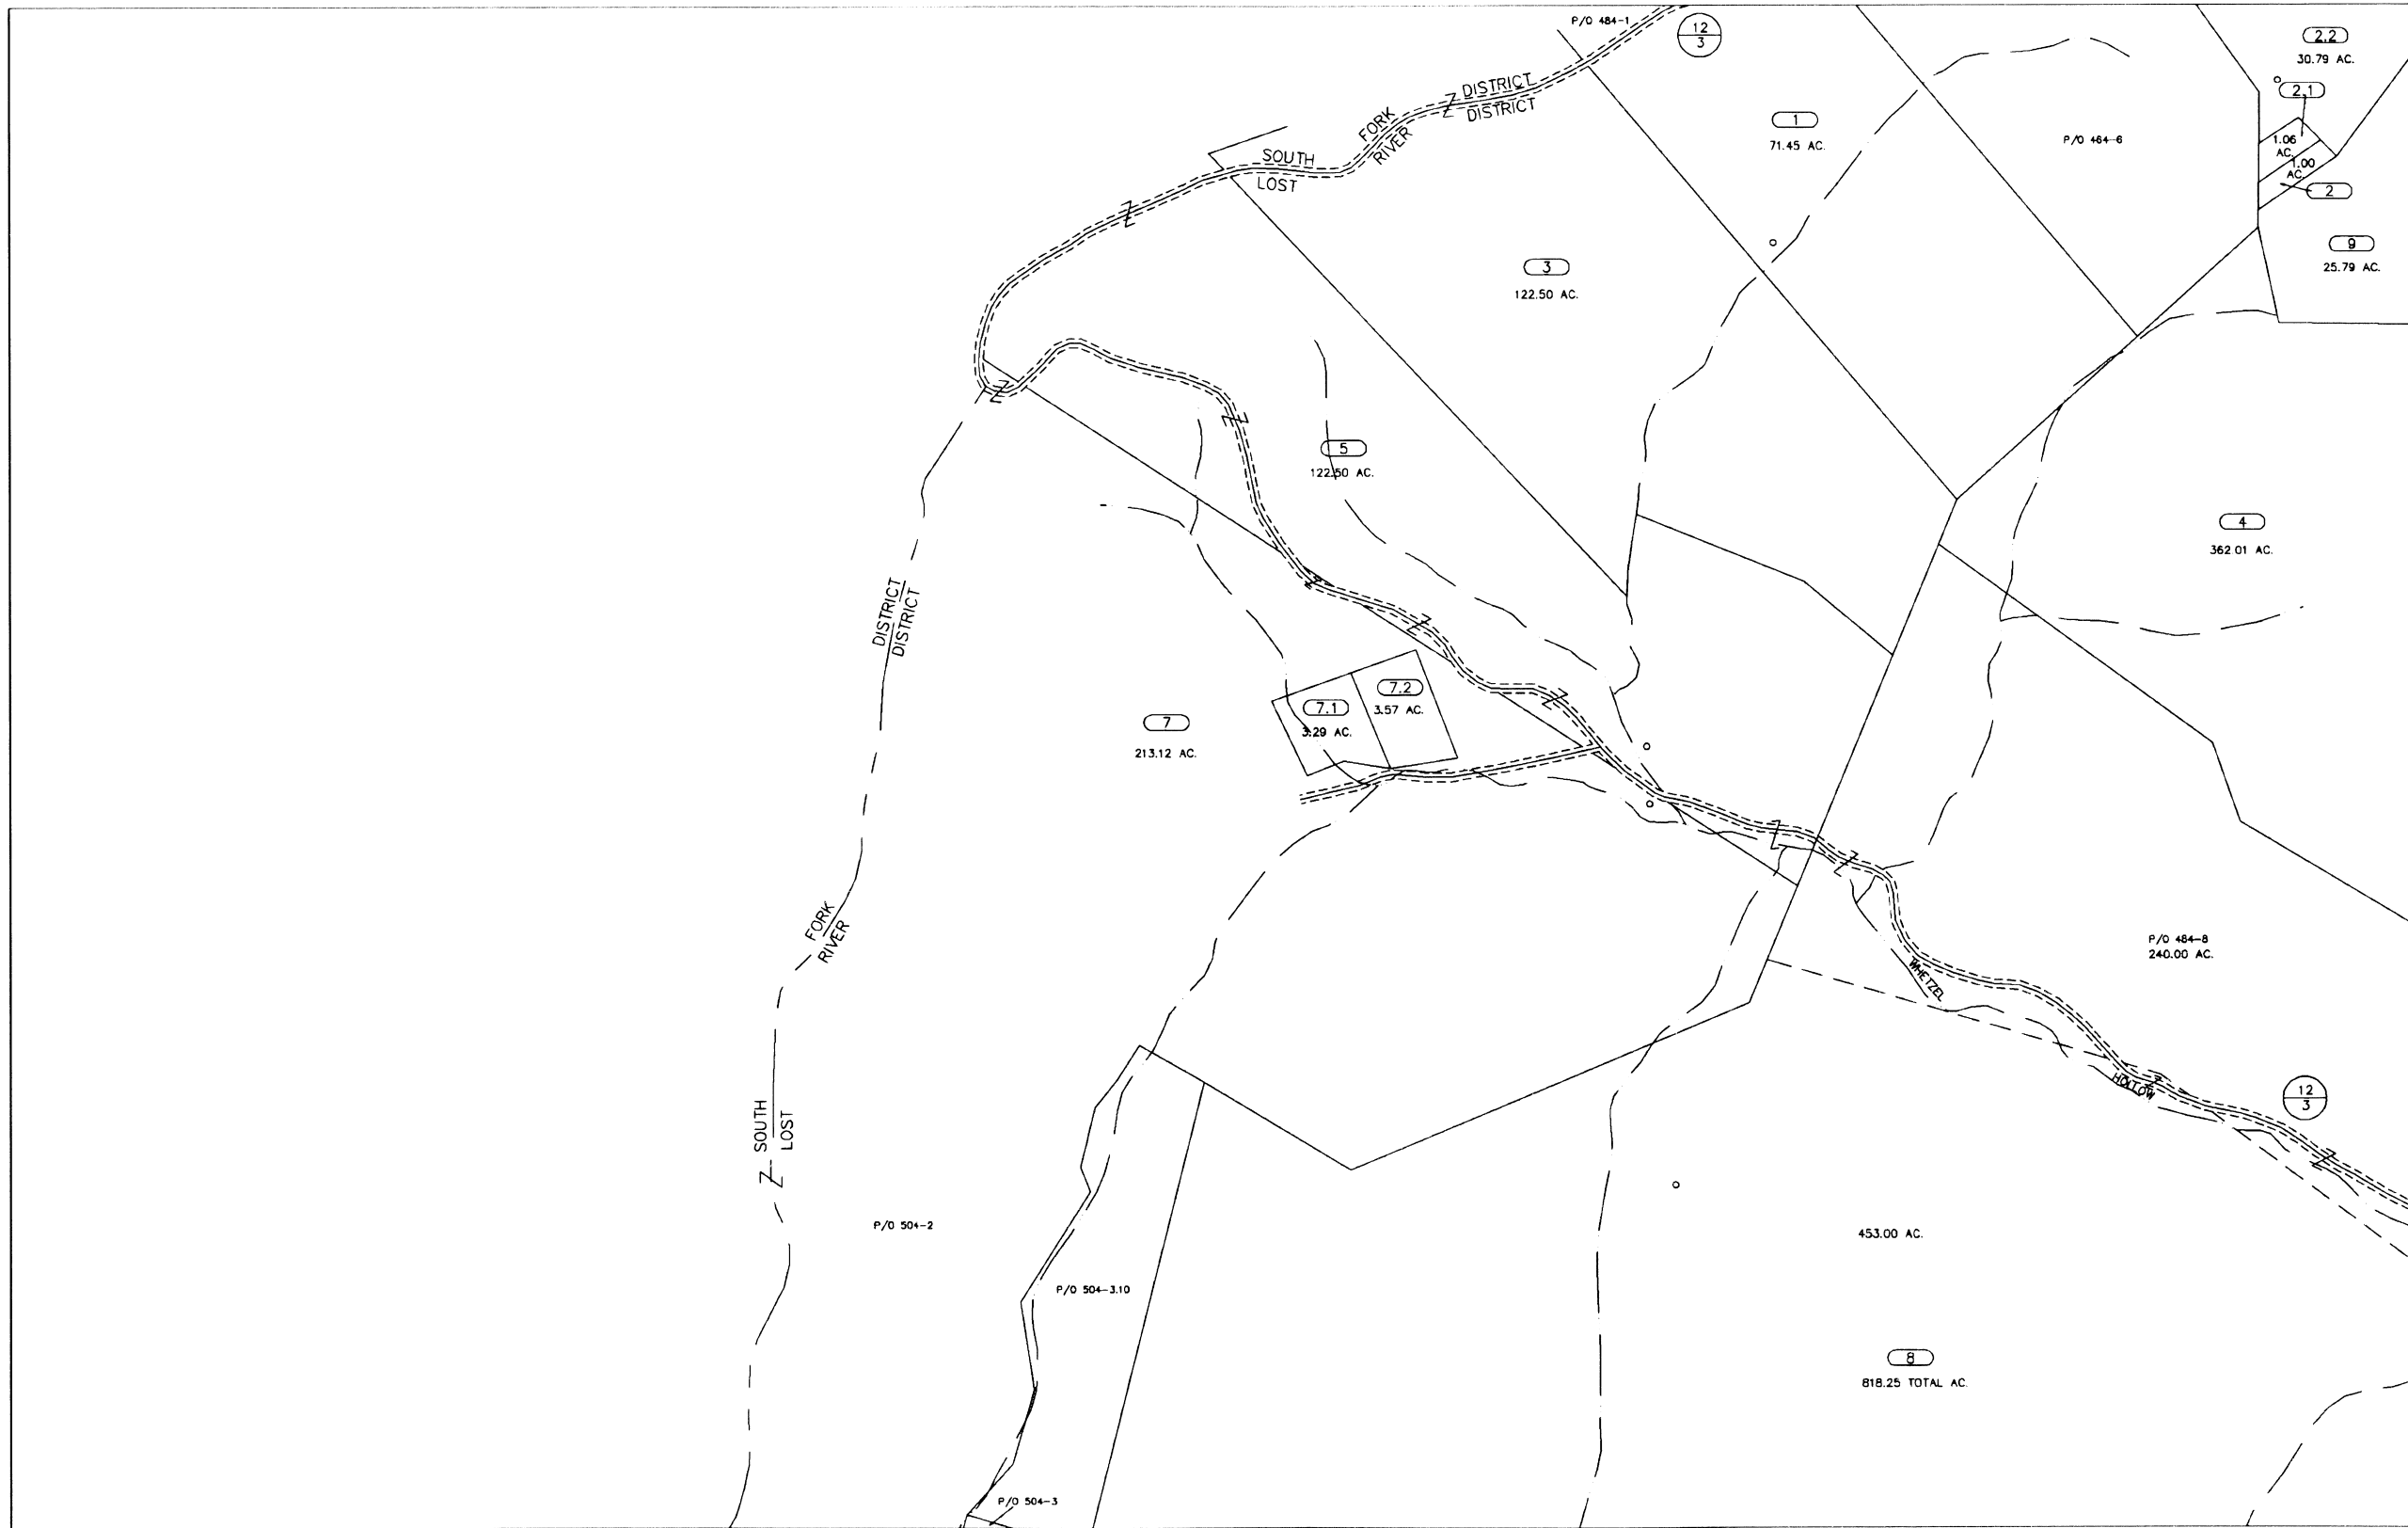 P/O 484-1
12
3
2.2
30.79 AC.
2.1
DISTRICT
DISTRICT
FORK
RIVER
1
71.45 AC.
P/O 484-6
1.06
AC.
1.00
AC.
2
SOUTH
LOST
9
25.79 AC.
3
122.50 AC.
5
122.50 AC.
4
362.01 AC.
DISTRICT
DISTRICT
7
213.12 AC.
7.1
3.29 AC.
7.2
3.57 AC.
FORK
RIVER
P/O 484-8
240.00 AC.
WHETZEL
HOLLOW
12
3
SOUTH
LOST
P/O 504-2
453.00 AC.
P/O 504-3.10
8
818.25 TOTAL AC.
P/O 504-3